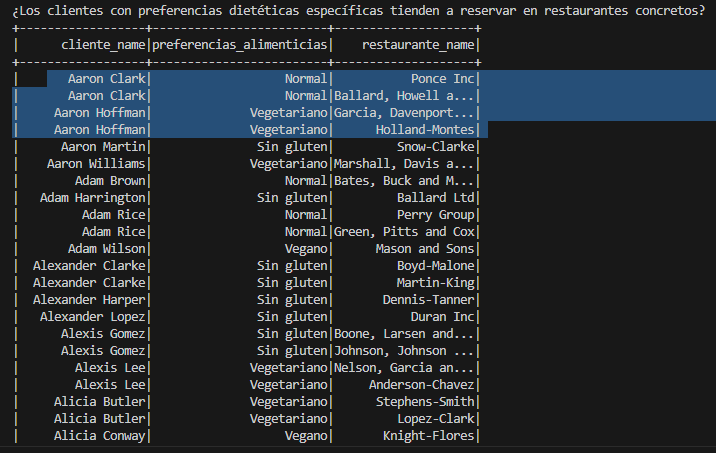 ¿Los clientes con preferencias dietéticas específicas tienden a reservar en restaurantes concretos?
+------------------+------------------------+--------------------+
|      cliente_name|preferencias_alimenticias|    restaurante_name|
+------------------+------------------------+--------------------+
|       Aaron Clark|                  Normal|           Ponce Inc|
|       Aaron Clark|                  Normal|Ballard, Howell a...|
|     Aaron Hoffman|             Vegetariano|Garcia, Davenport...|
|     Aaron Hoffman|             Vegetariano|      Holland-Montes|
|      Aaron Martin|              Sin gluten|         Snow-Clarke|
|    Aaron Williams|             Vegetariano|Marshall, Davis a...|
|        Adam Brown|                  Normal|Bates, Buck and M...|
|   Adam Harrington|              Sin gluten|         Ballard Ltd|
|         Adam Rice|                  Normal|         Perry Group|
|         Adam Rice|                  Normal|Green, Pitts and Cox|
|       Adam Wilson|                  Vegano|      Mason and Sons|
|  Alexander Clarke|              Sin gluten|         Boyd-Malone|
|  Alexander Clarke|              Sin gluten|         Martin-King|
|  Alexander Harper|              Sin gluten|       Dennis-Tanner|
|   Alexander Lopez|              Sin gluten|           Duran Inc|
|      Alexis Gomez|              Sin gluten|Boone, Larsen and...|
|      Alexis Gomez|              Sin gluten|Johnson, Johnson ...|
|        Alexis Lee|             Vegetariano|Nelson, Garcia an...|
|        Alexis Lee|             Vegetariano|    Anderson-Chavez|
|     Alicia Butler|             Vegetariano|      Stephens-Smith|
|     Alicia Butler|             Vegetariano|         Lopez-Clark|
|     Alicia Conway|                  Vegano|       Knight-Flores|